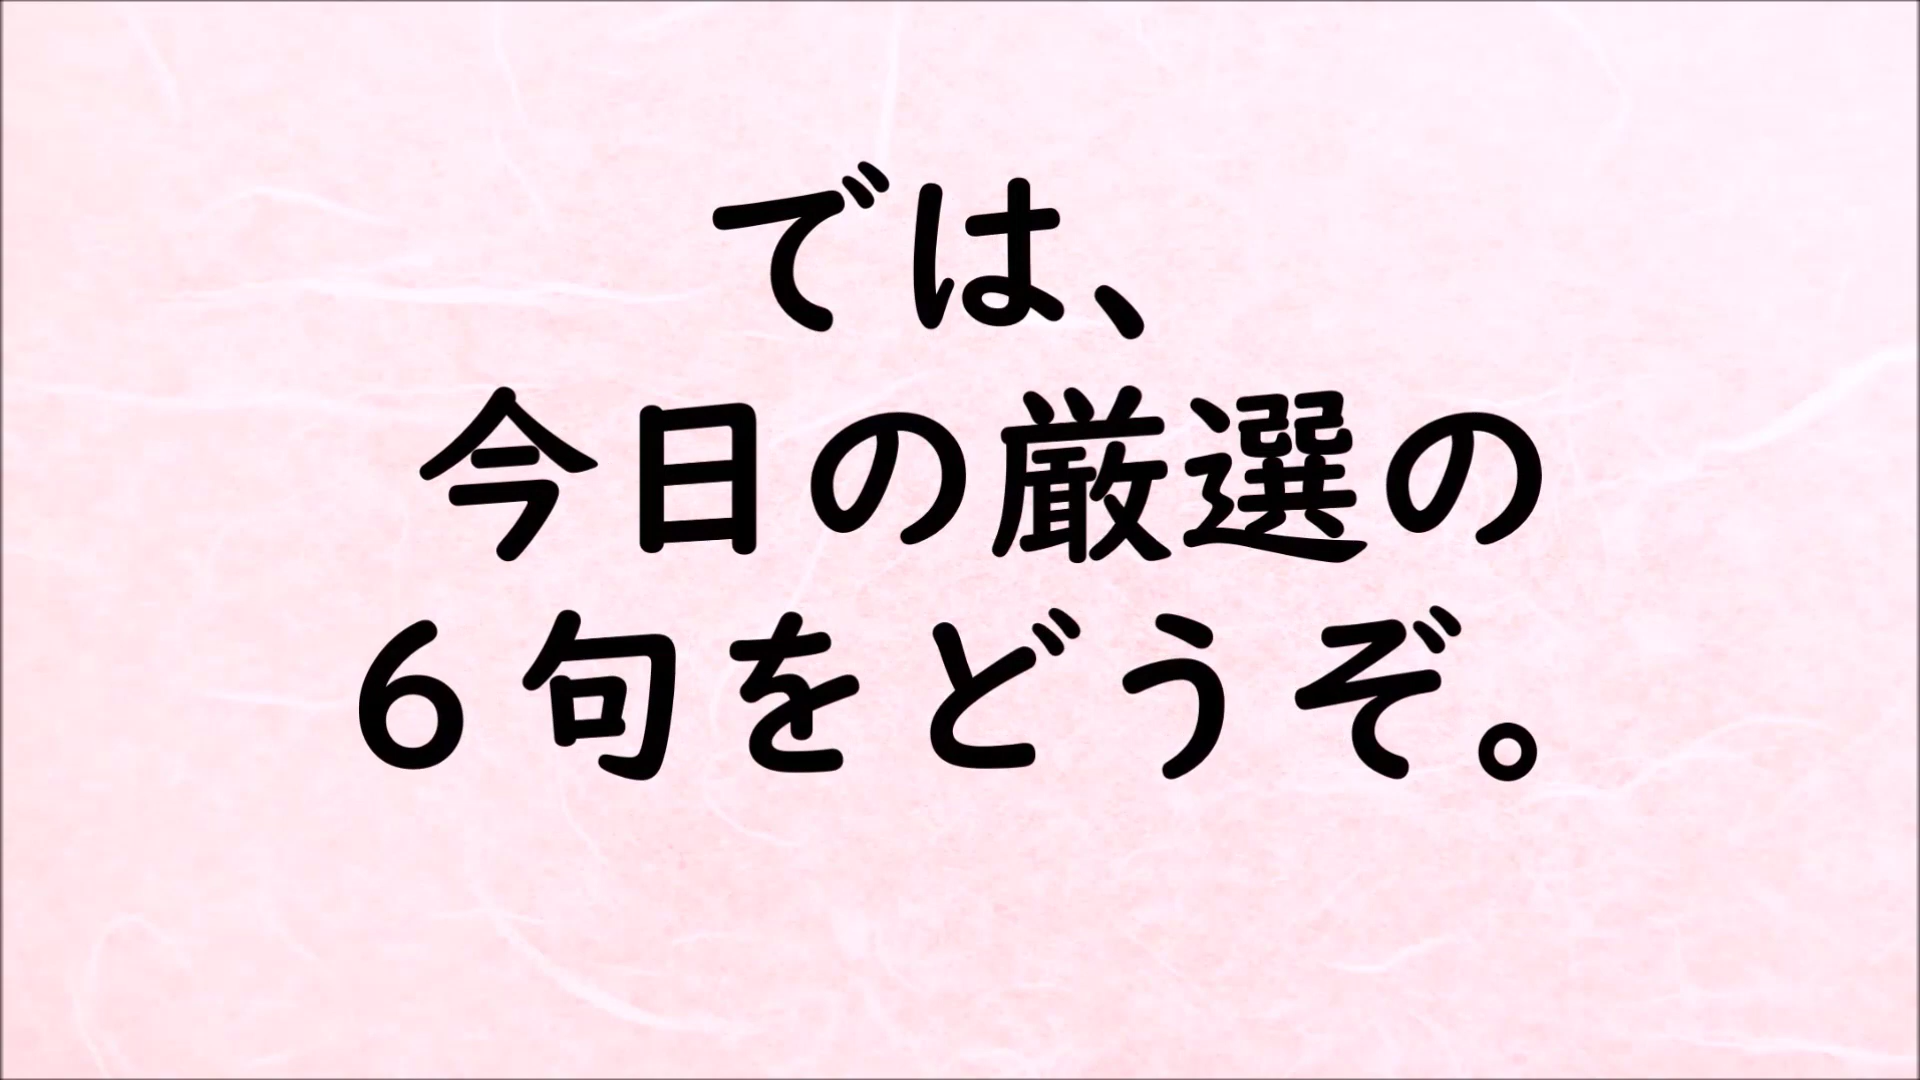 では、
今日の厳選の
６句をどうぞ。